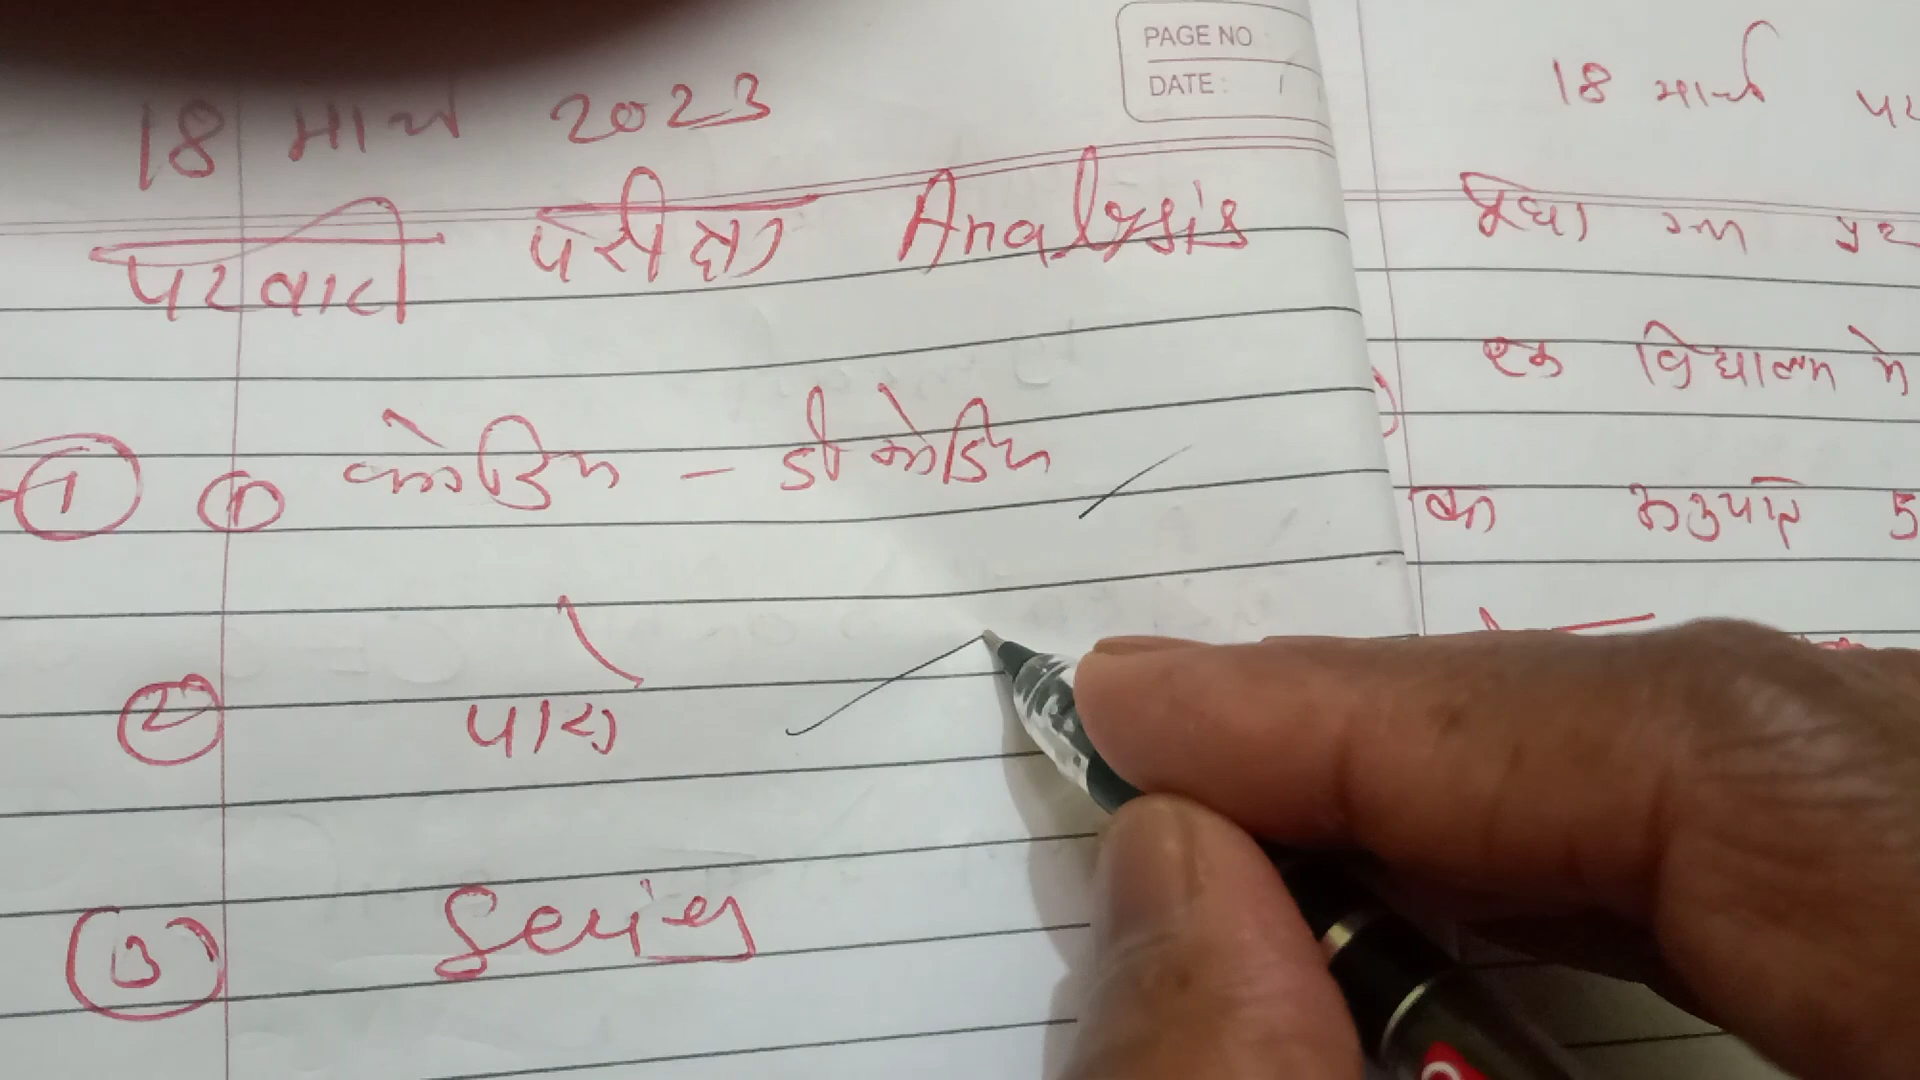 PAGE NO
DATE:
18 मार्च 2023
पटवारी परीक्षा Analysis
1 1 कोडिंग - डीकोडिंग
2
3 Series
18 मार्च
पूछा गया
एक विद्यालय मे
का अनुपात 5